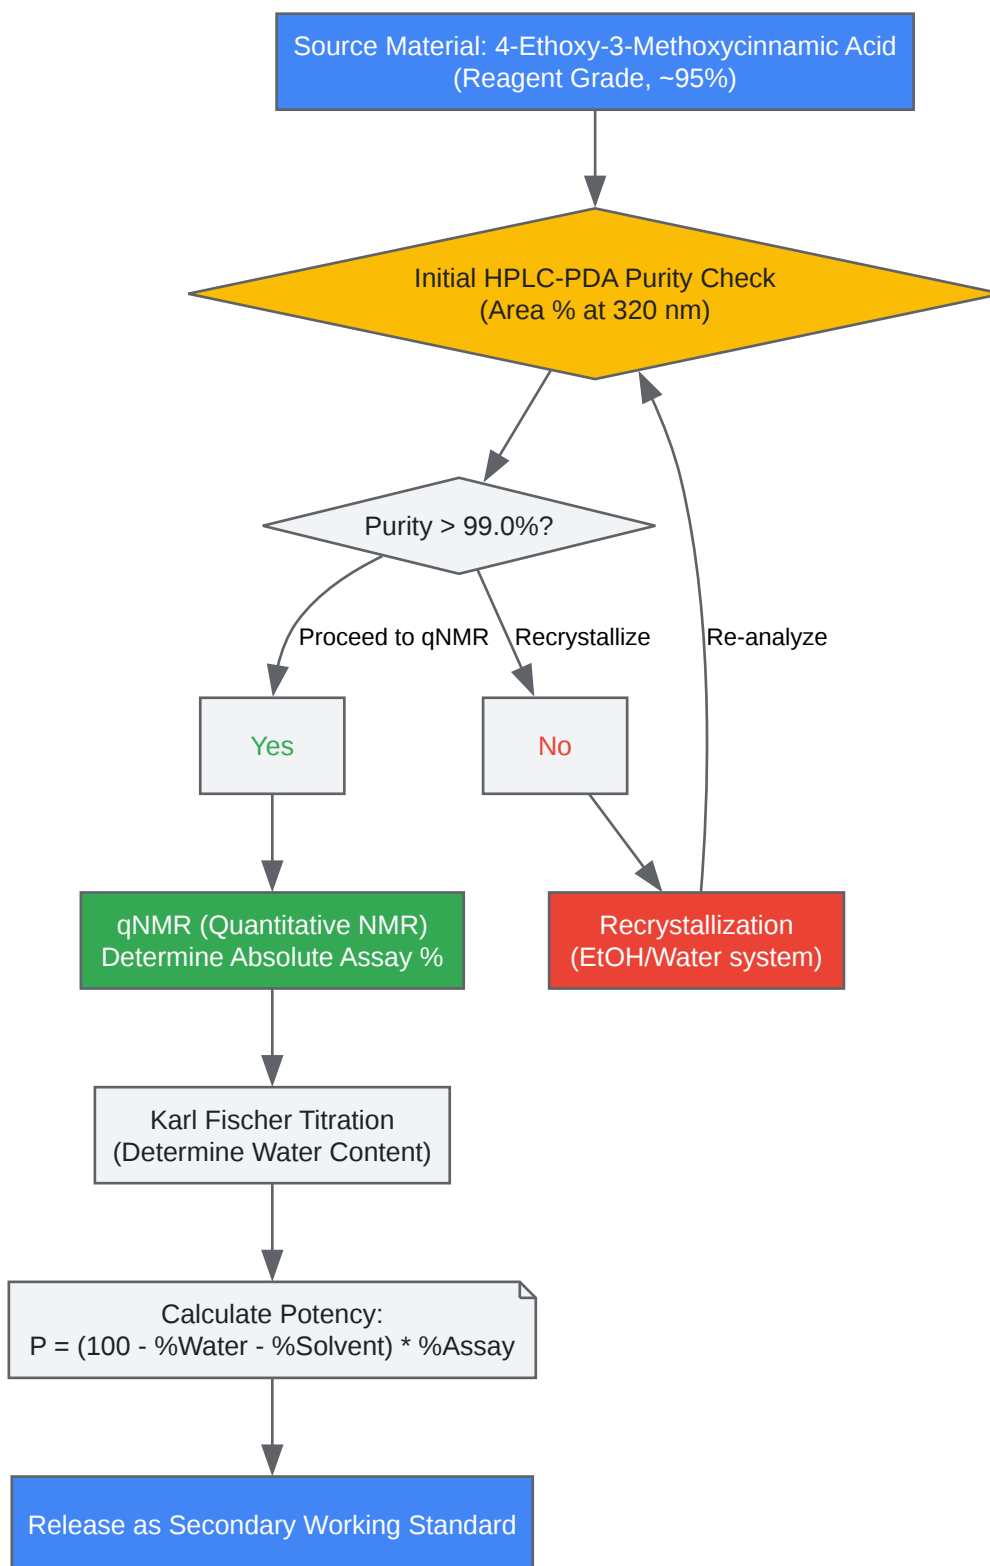 Source Material: 4-Ethoxy-3-Methoxycinnamic Acid
(Reagent Grade, ~95%)
Initial HPLC-PDA Purity Check
(Area % at 320 nm)
Purity > 99.0%?
Proceed to qNMR
Recrystallize
Re-analyze
Yes
No
qNMR (Quantitative NMR)
Determine Absolute Assay %
Recrystallization
(EtOH/Water system)
Karl Fischer Titration
(Determine Water Content)
Calculate Potency:
P = (100 - %Water - %Solvent) * %Assay
Release as Secondary Working Standard